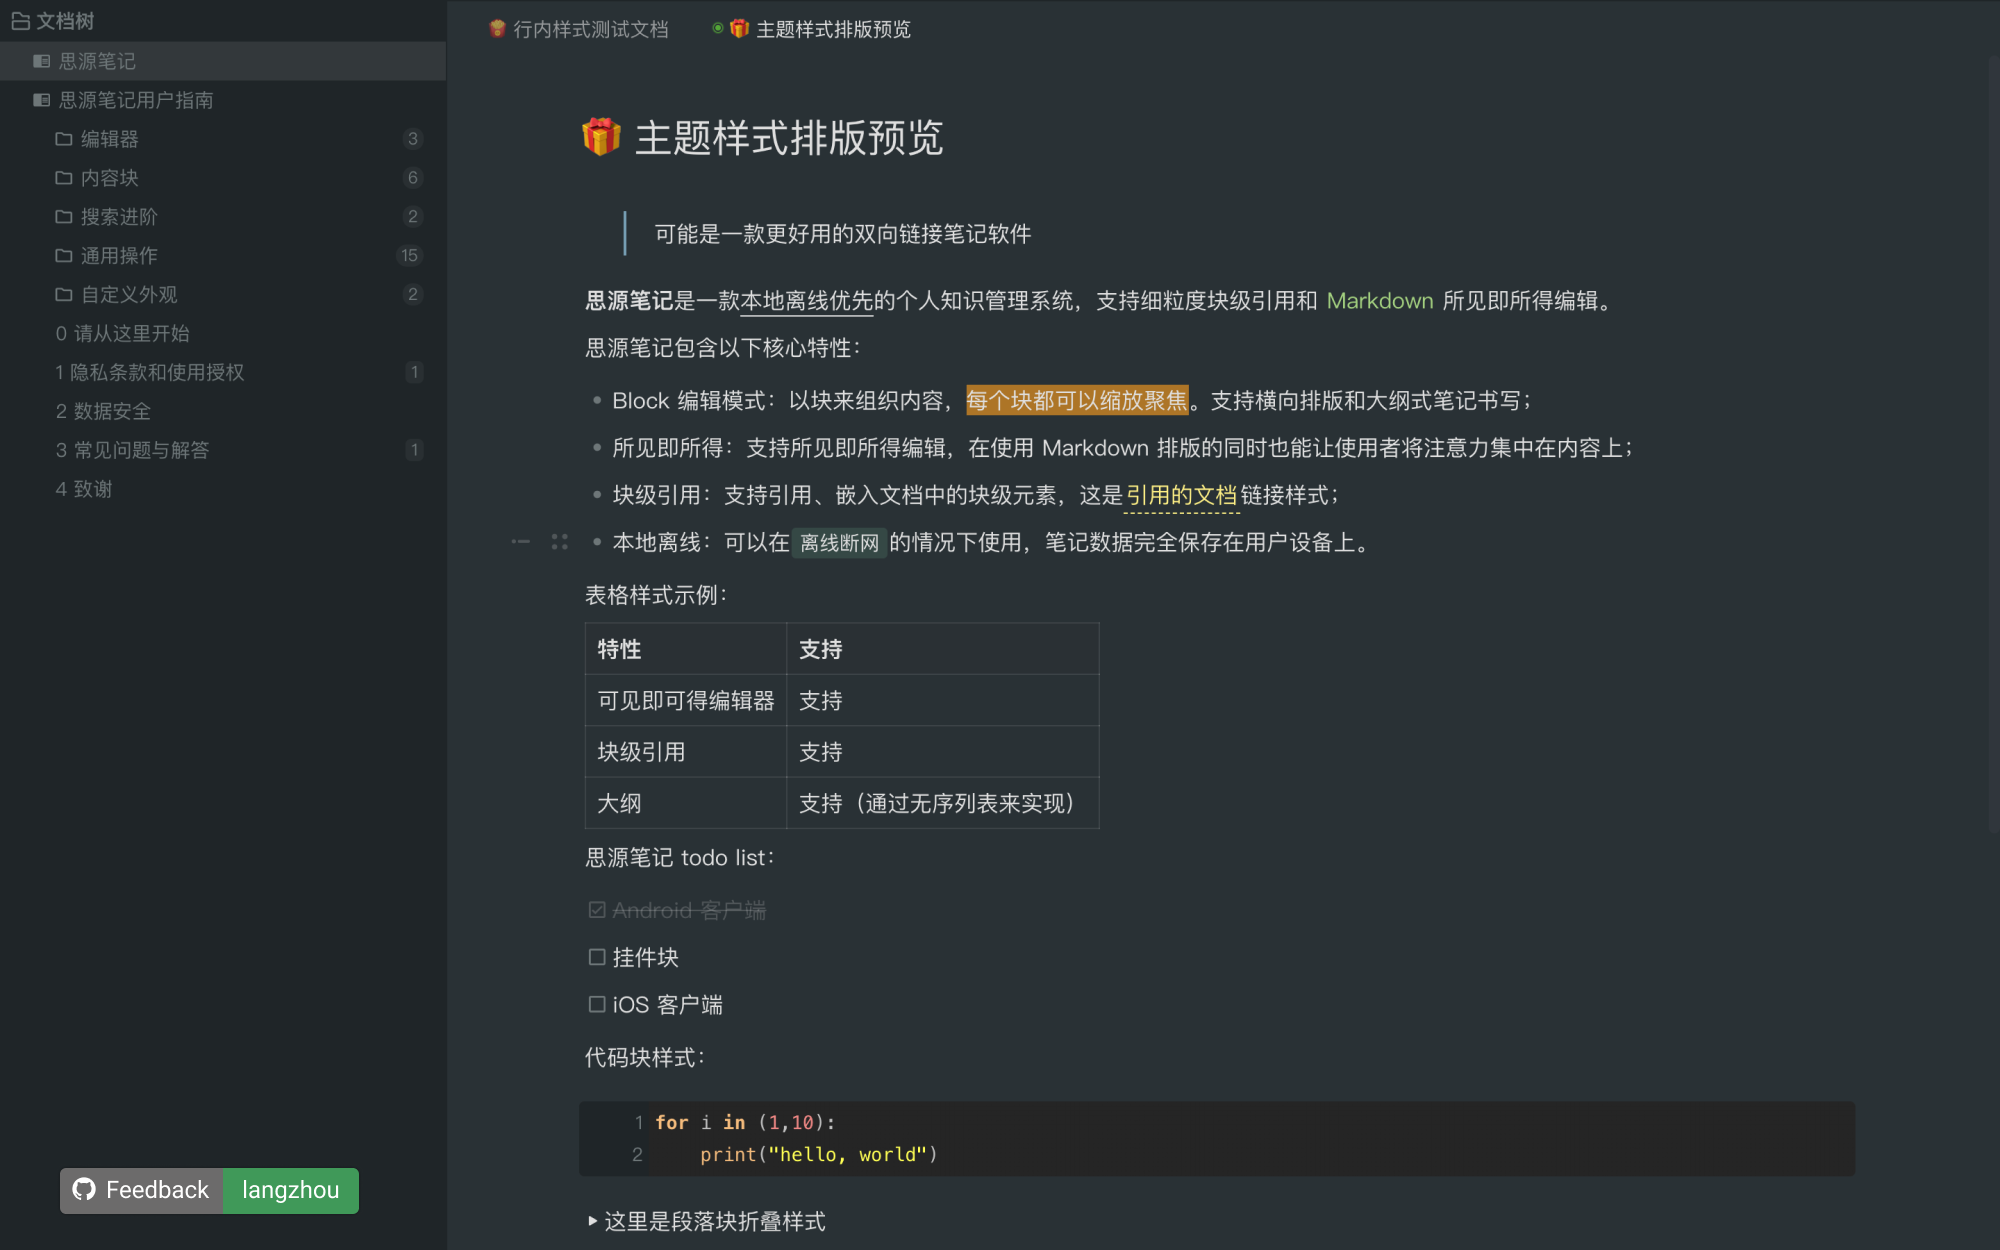 文档树
思源笔记
思源笔记用户指南
编辑器 3
内容块 6
搜索进阶 2
通用操作 15
自定义外观 2
0 请从这里开始
1 隐私条款和使用授权 1
2 数据安全
3 常见问题与解答 1
4 致谢
Feedback langzhou
行内样式测试文档 主题样式排版预览
主题样式排版预览
可能是一款更好用的双向链接笔记软件
思源笔记是一款本地离线优先的个人知识管理系统，支持细粒度块级引用和 Markdown 所见即所得编辑。
思源笔记包含以下核心特性：
• Block 编辑模式：以块来组织内容，每个块都可以缩放聚焦。支持横向排版和大纲式笔记书写；
• 所见即所得：支持所见即所得编辑，在使用 Markdown 排版的同时也能让使用者将注意力集中在内容上；
• 块级引用：支持引用、嵌入文档中的块级元素，这是引用的文档链接样式；
• 本地离线：可以在 离线断网 的情况下使用，笔记数据完全保存在用户设备上。
表格样式示例：
特性 支持
可见即可得编辑器 支持
块级引用 支持
大纲 支持（通过无序列表来实现）
思源笔记 todo list：
Android 客户端
挂件块
iOS 客户端
代码块样式：
1 for i in (1,10):
2 print("hello, world")
这里是段落块折叠样式